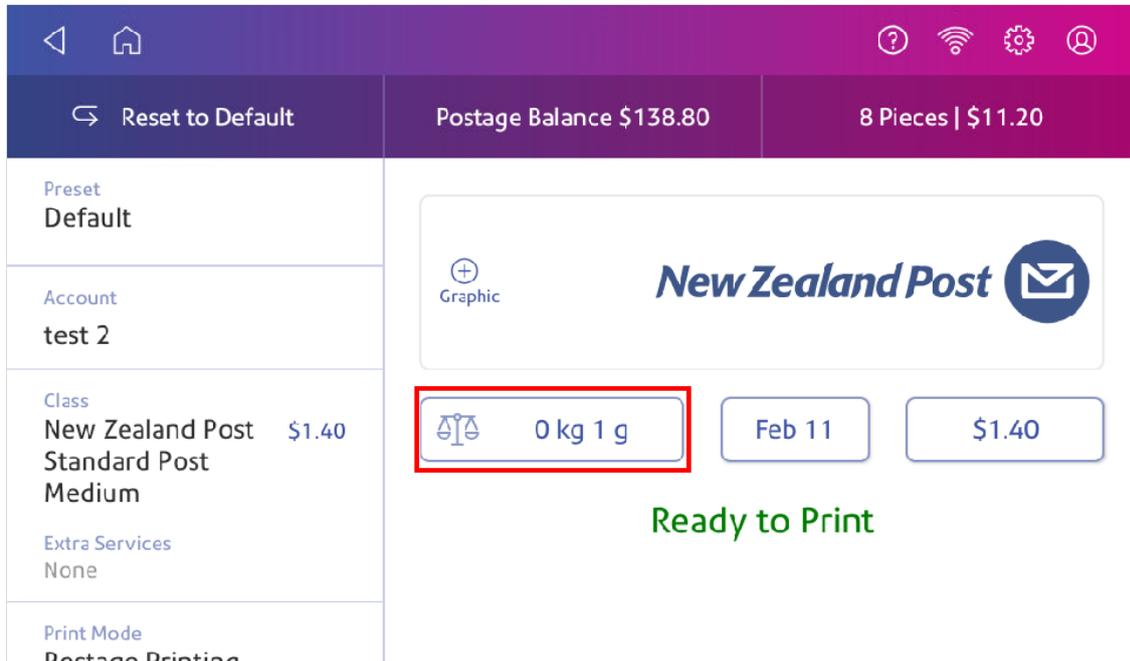 Reset to Default
Postage Balance $138.80
8 Pieces | $11.20
Preset
Default
Account
test 2
Class
New Zealand Post $1.40
Standard Post
Medium
Extra Services
None
Print Mode
Postage Printing
Graphic
New Zealand Post
0 kg 1 g
Feb 11
$1.40
Ready to Print